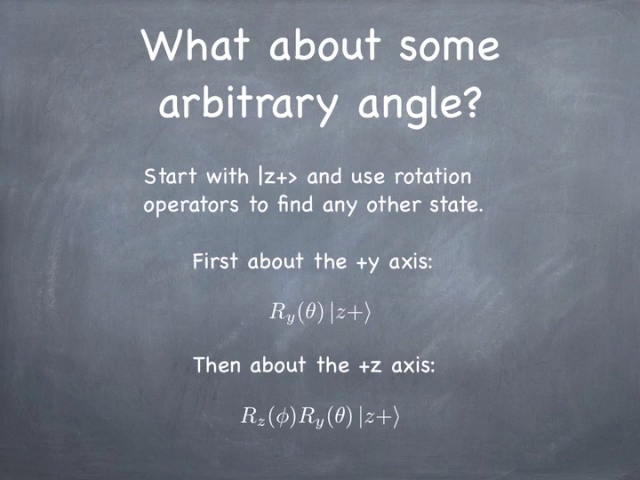 What about some
arbitrary angle?
Start with |z+> and use rotation
operators to find any other state.
First about the +y axis:
R_y(θ)|z+⟩
Then about the +z axis:
R_z(ϕ)R_y(θ)|z+⟩